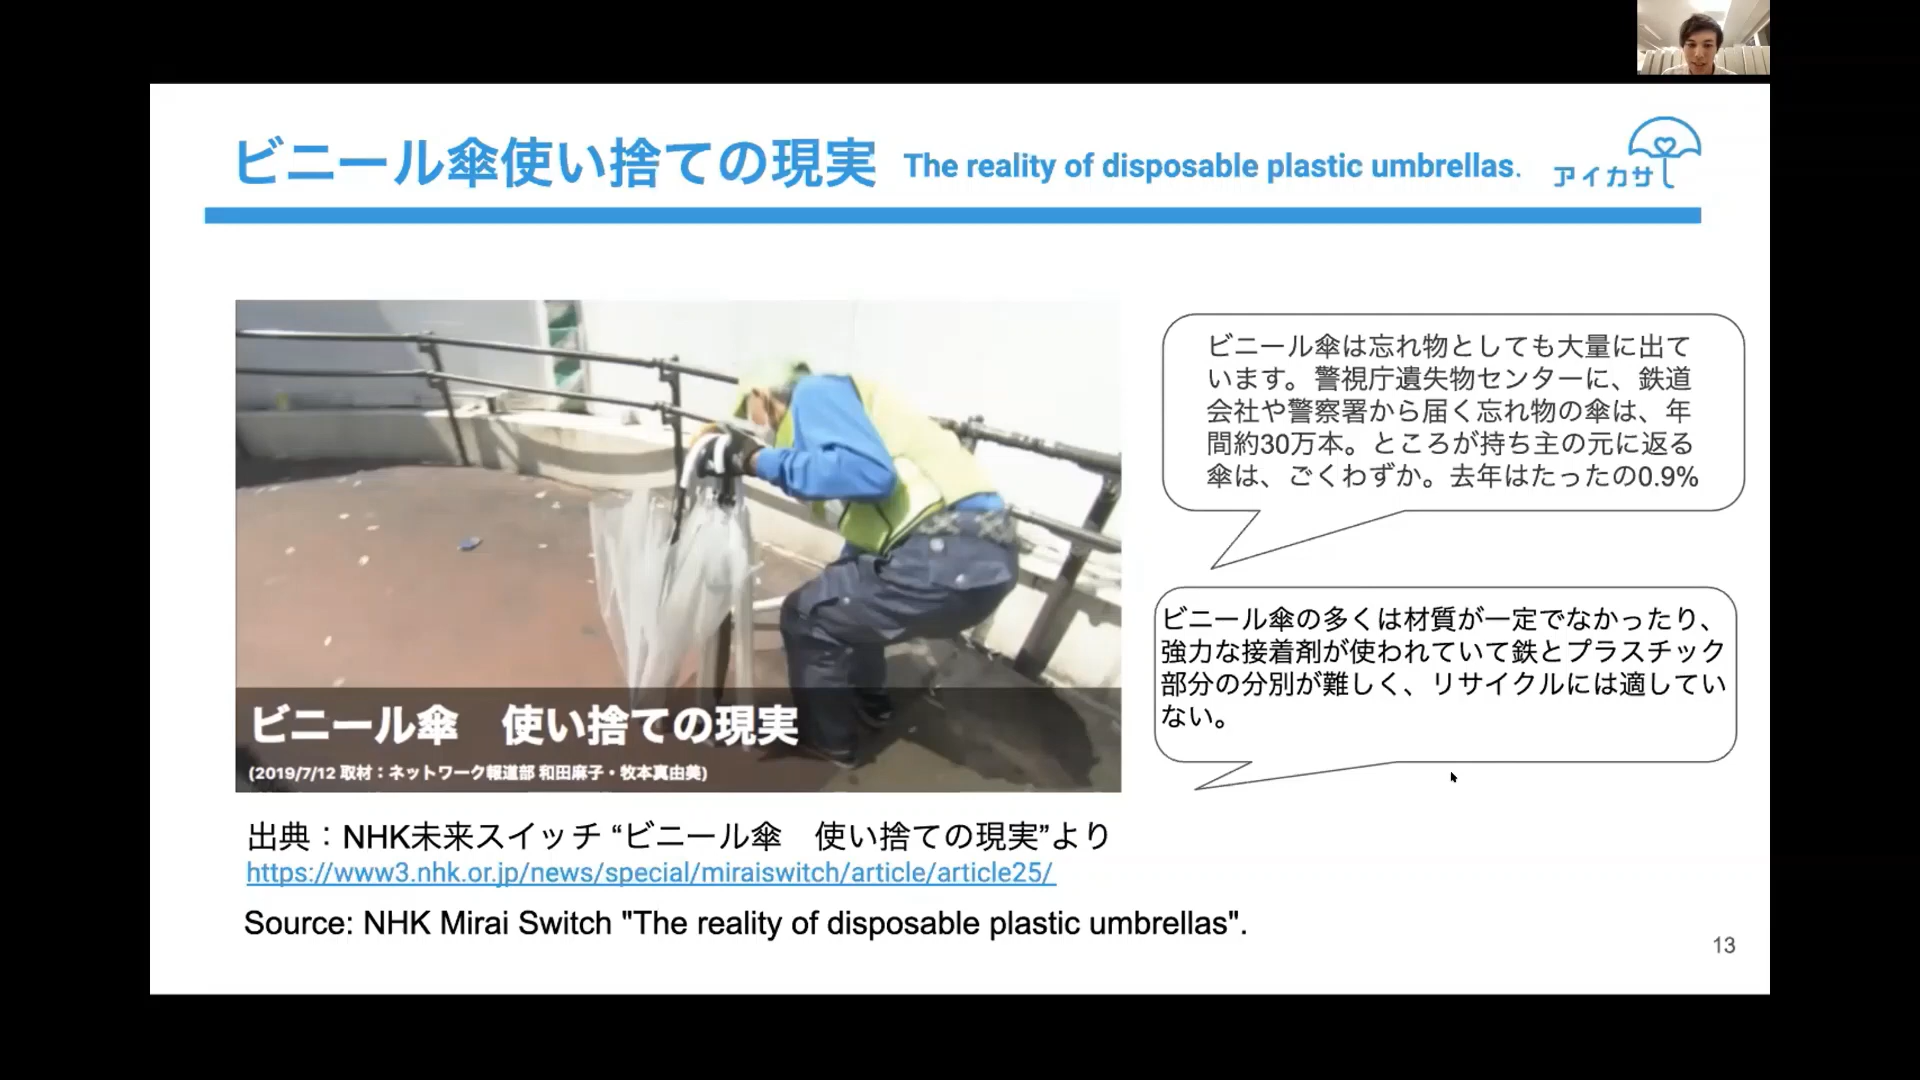 ビニール傘使い捨ての現実 The reality of disposable plastic umbrellas.
アイカサ
ビニール傘は忘れ物としても大量に出て
います。警視庁遺失物センターに、鉄道
会社や警察署から届く忘れ物の傘は、年
間約30万本。ところが持ち主の元に返る
傘は、ごくわずか。去年はたったの0.9%
ビニール傘の多くは材質が一定でなかったり、
強力な接着剤が使われていて鉄とプラスチック
部分の分別が難しく、リサイクルには適してい
ない。
ビニール傘　使い捨ての現実
(2019/7/12 取材：ネットワーク報道部 和田麻子・牧本真由美)
出典：NHK未来スイッチ “ビニール傘　使い捨ての現実”より
https://www3.nhk.or.jp/news/special/miraiswitch/article/article25/
Source: NHK Mirai Switch "The reality of disposable plastic umbrellas".
13